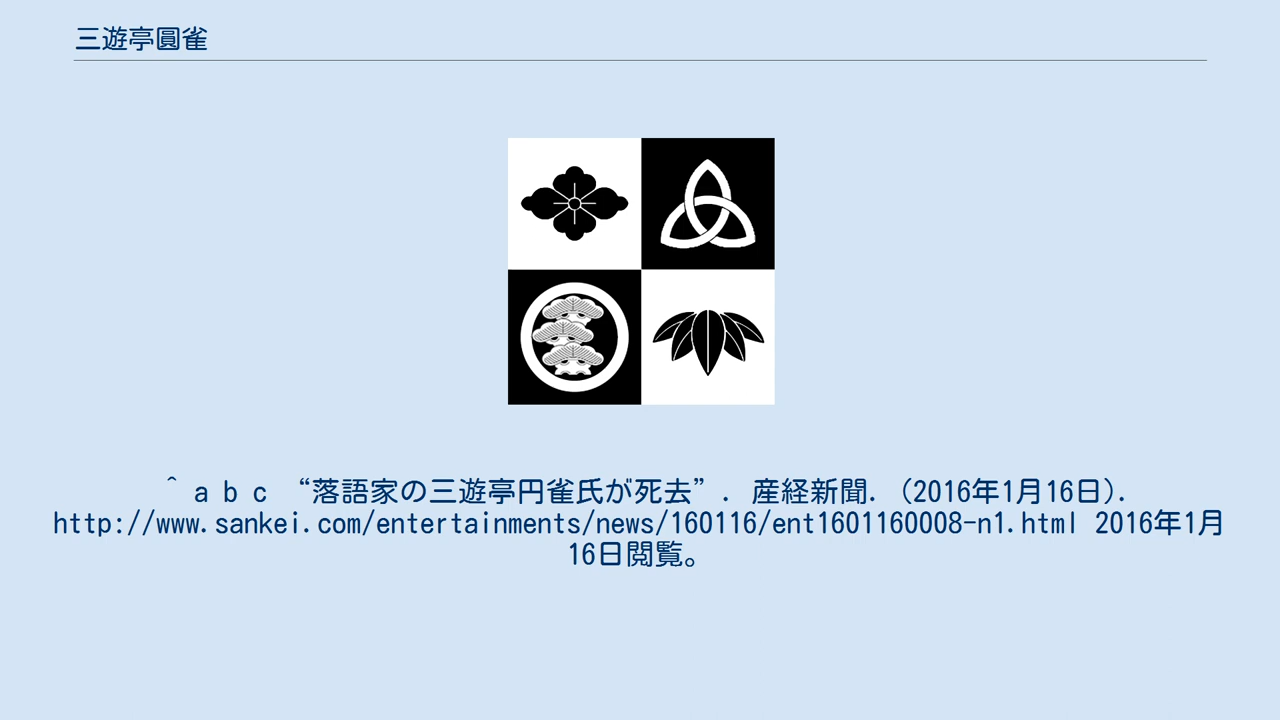 三遊亭圓雀
^ a b c “落語家の三遊亭円雀氏が死去”. 産経新聞. (2016年1月16日).
http://www.sankei.com/entertainments/news/160116/ent1601160008-n1.html 2016年1月
16日閲覧。